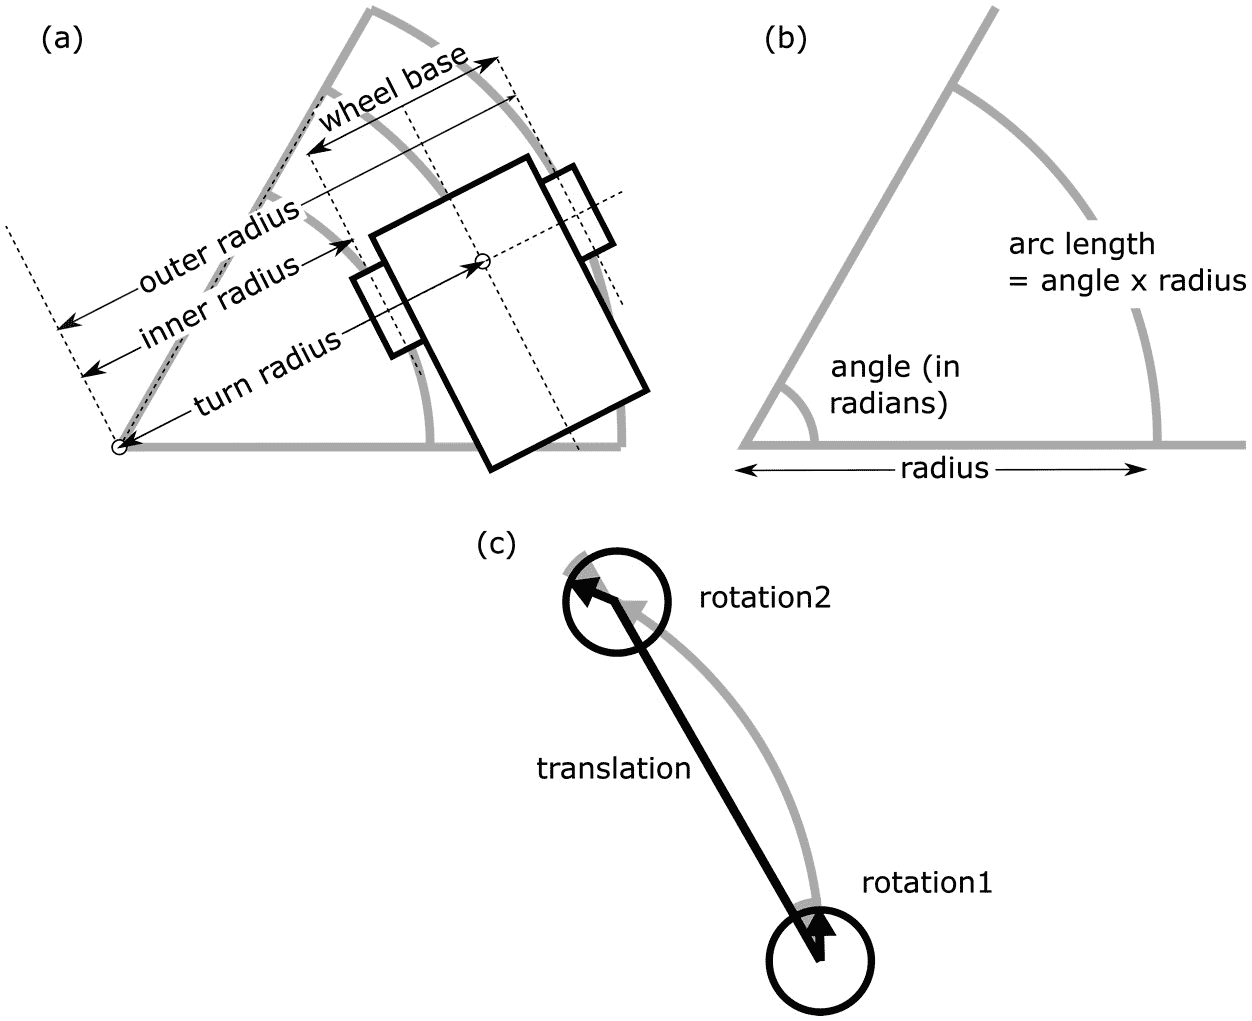 (a)
wheel base
outer radius
inner radius
turn radius
(b)
arc length
= angle x radius
angle (in
radians)
radius
(c)
rotation2
translation
rotation1